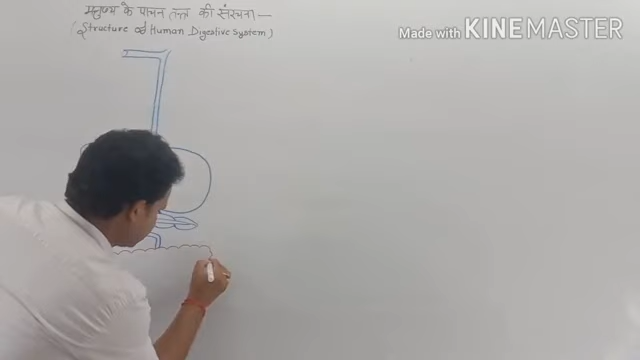 मनुष्य के पाचन तन्त्र की संरचना —
(Structure of Human Digestive System)
Made with KINEMASTER